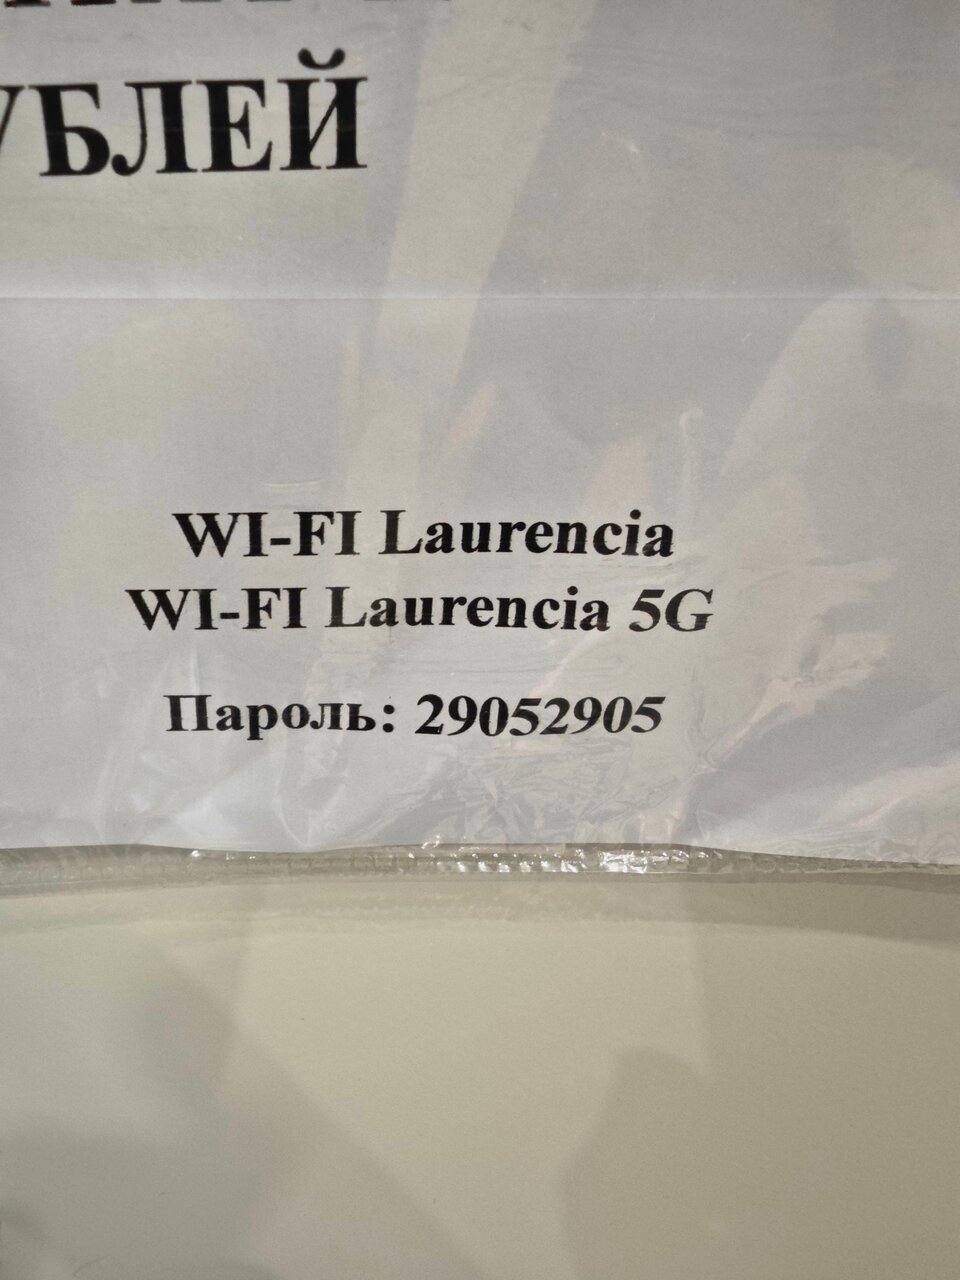 УБЛЕЙ
WI-FI Laurencia
WI-FI Laurencia 5G
Пароль: 29052905